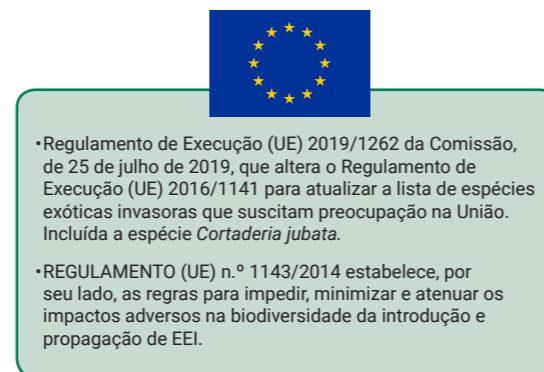 •Regulamento de Execução (UE) 2019/1262 da Comissão,
de 25 de julho de 2019, que altera o Regulamento de
Execução (UE) 2016/1141 para atualizar a lista de espécies
exóticas invasoras que suscitam preocupação na União.
Incluída a espécie Cortaderia jubata.
•REGULAMENTO (UE) n.º 1143/2014 estabelece, por
seu lado, as regras para impedir, minimizar e atenuar os
impactos adversos na biodiversidade da introdução e
propagação de EEI.